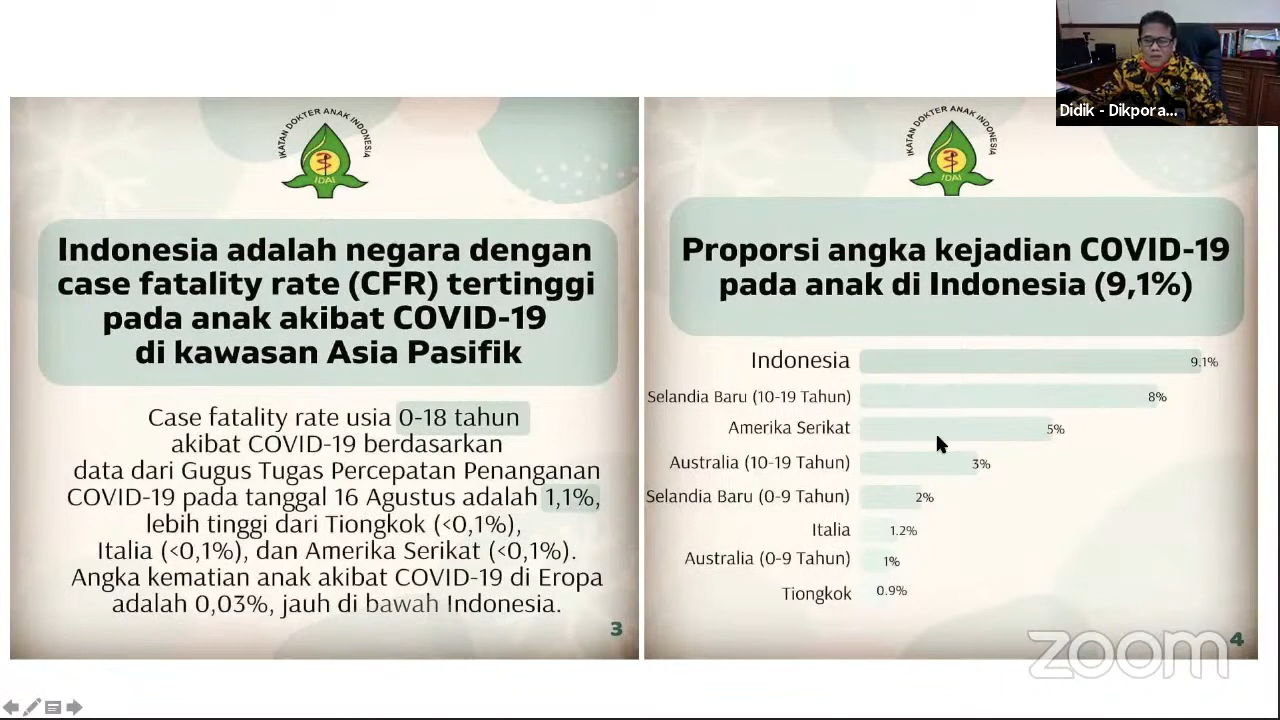 IKATAN DOKTER ANAK INDONESIA
IDAI
Indonesia adalah negara dengan
case fatality rate (CFR) tertinggi
pada anak akibat COVID-19
di kawasan Asia Pasifik
Case fatality rate usia 0-18 tahun
akibat COVID-19 berdasarkan
data dari Gugus Tugas Percepatan Penanganan
COVID-19 pada tanggal 16 Agustus adalah 1,1%,
lebih tinggi dari Tiongkok (<0,1%),
Italia (<0,1%), dan Amerika Serikat (<0,1%).
Angka kematian anak akibat COVID-19 di Eropa
adalah 0,03%, jauh di bawah Indonesia.
3
Didik - Dikpora...
IKATAN DOKTER ANAK INDONESIA
IDAI
Proporsi angka kejadian COVID-19
pada anak di Indonesia (9,1%)
Indonesia 9.1%
Selandia Baru (10-19 Tahun) 8%
Amerika Serikat 5%
Australia (10-19 Tahun) 3%
Selandia Baru (0-9 Tahun) 2%
Italia 1.2%
Australia (0-9 Tahun) 1%
Tiongkok 0.9%
4
zoom